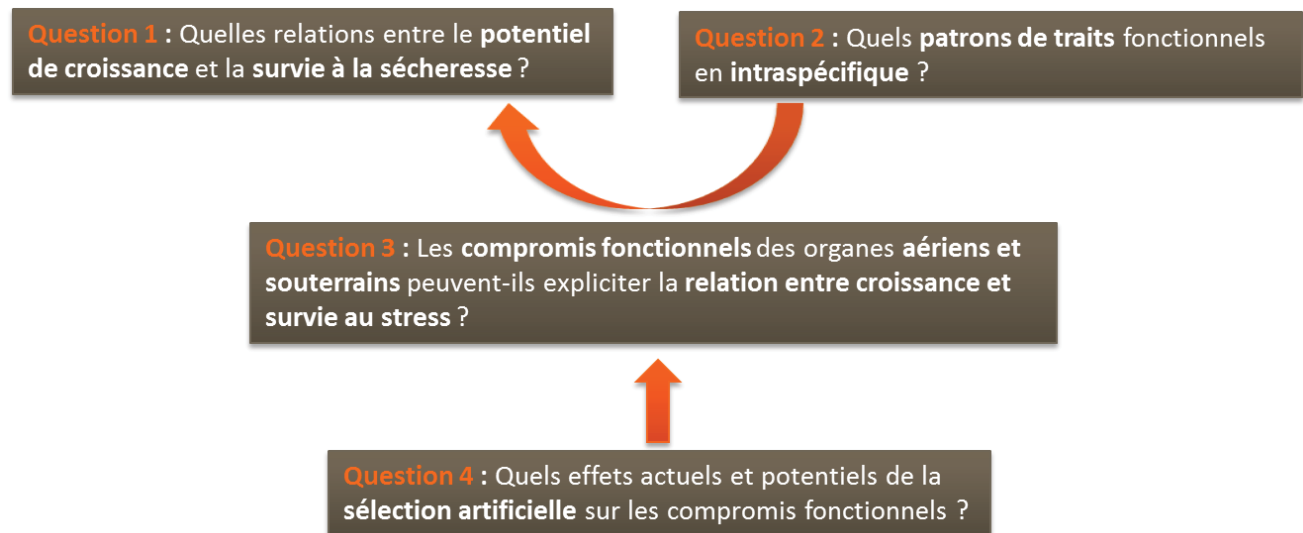 Question 1 : Quelles relations entre le potentiel
de croissance et la survie à la sécheresse ?
Question 2 : Quels patrons de traits fonctionnels
en intraspécifique ?
Question 3 : Les compromis fonctionnels des organes aériens et
souterrains peuvent-ils expliciter la relation entre croissance et
survie au stress ?
Question 4 : Quels effets actuels et potentiels de la
sélection artificielle sur les compromis fonctionnels ?